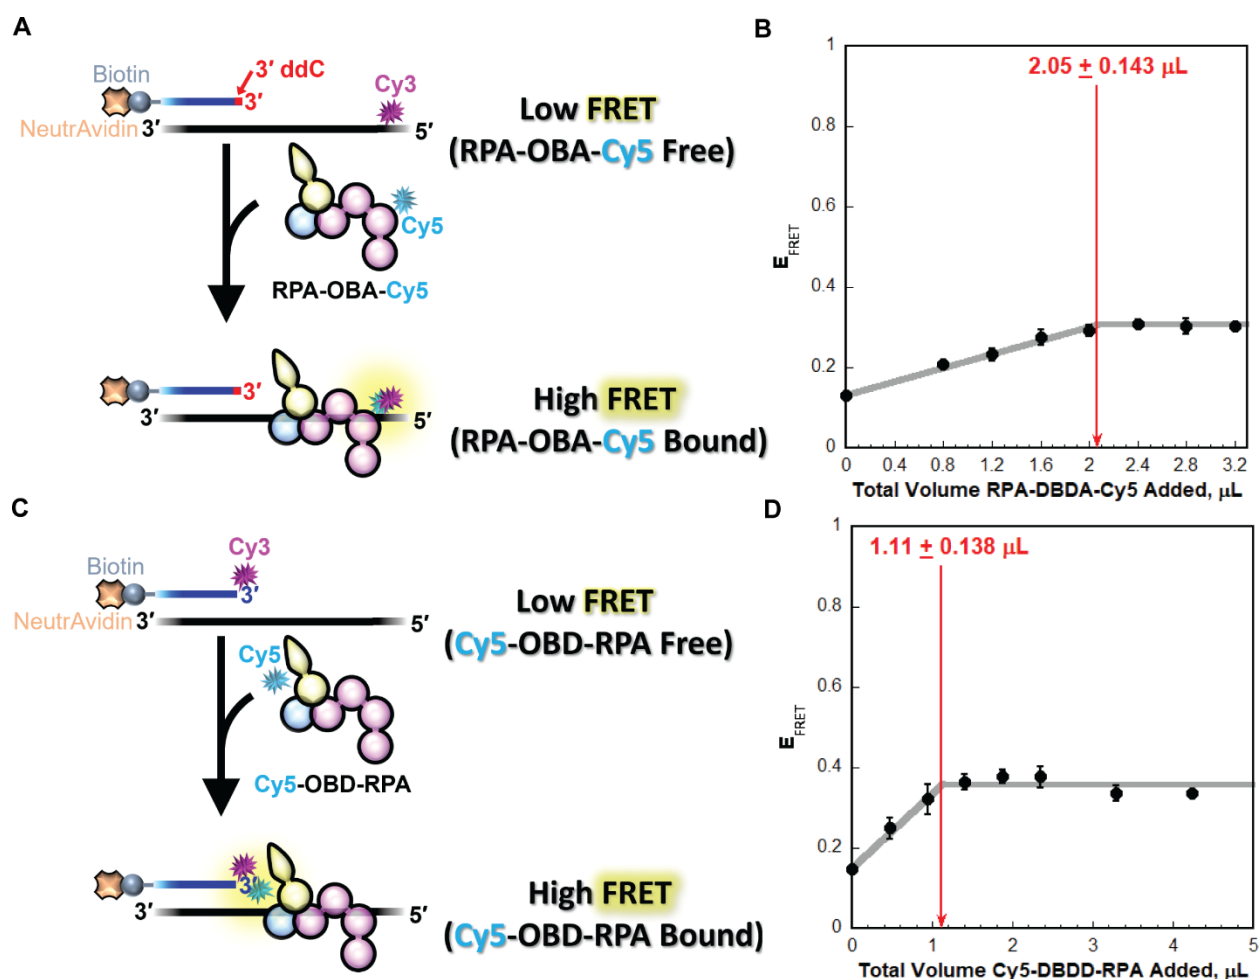 A
3′ ddC
Biotin
3′
Cy3
NeutrAvidin 3′
5′
Low FRET
(RPA-OBA-Cy5 Free)
Cy5
RPA-OBA-Cy5
3′
3′
5′
High FRET
(RPA-OBA-Cy5 Bound)
B
2.05 ± 0.143 μL
1
0.8
0.6
0.4
0.2
0
E FRET
0 0.4 0.8 1.2 1.6 2 2.4 2.8 3.2
Total Volume RPA-DBDA-Cy5 Added, μL
C
Cy3
Biotin
3′
NeutrAvidin 3′
5′
Low FRET
(Cy5-OBD-RPA Free)
Cy5
Cy5-OBD-RPA
3′
3′
5′
High FRET
(Cy5-OBD-RPA Bound)
D
1.11 ± 0.138 μL
1
0.8
0.6
0.4
0.2
0
E FRET
0 1 2 3 4 5
Total Volume Cy5-DBDD-RPA Added, μL